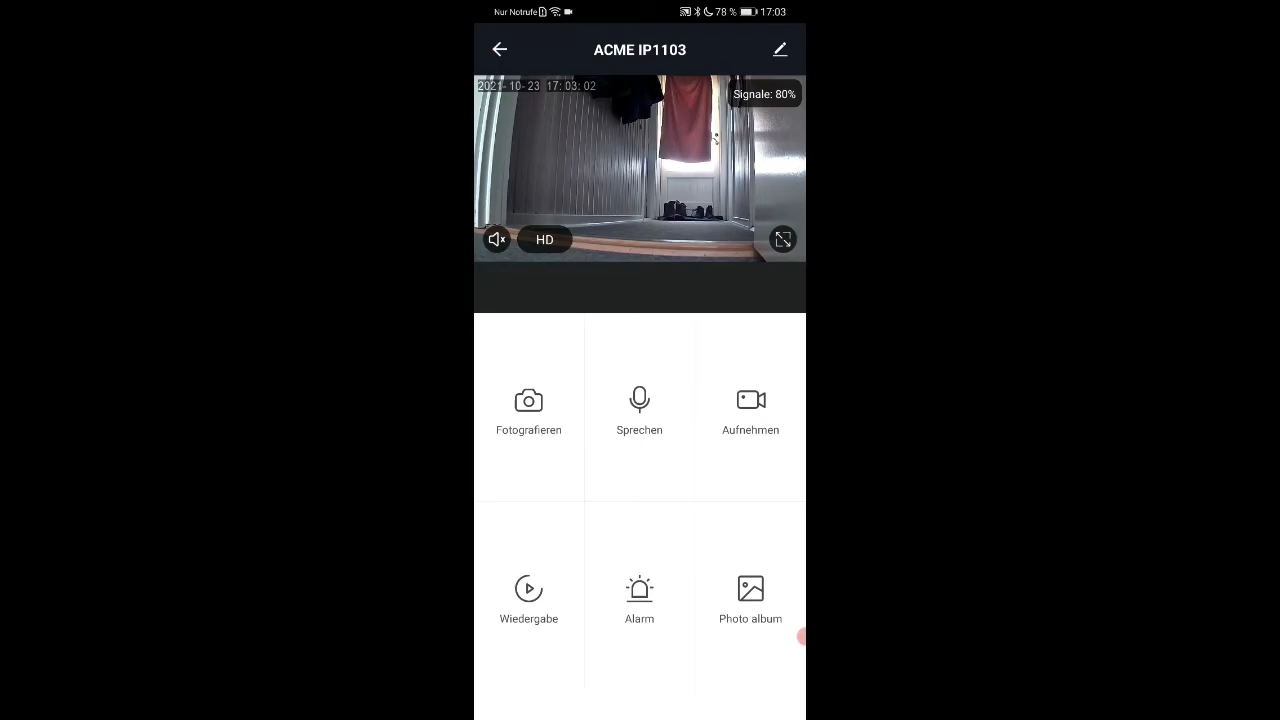 Nur Notrufe 78 % 17:03
ACME IP1103
2021-10-23 17:03:02
Signale: 80%
HD
Fotografieren Sprechen Aufnehmen
Wiedergabe Alarm Photo album